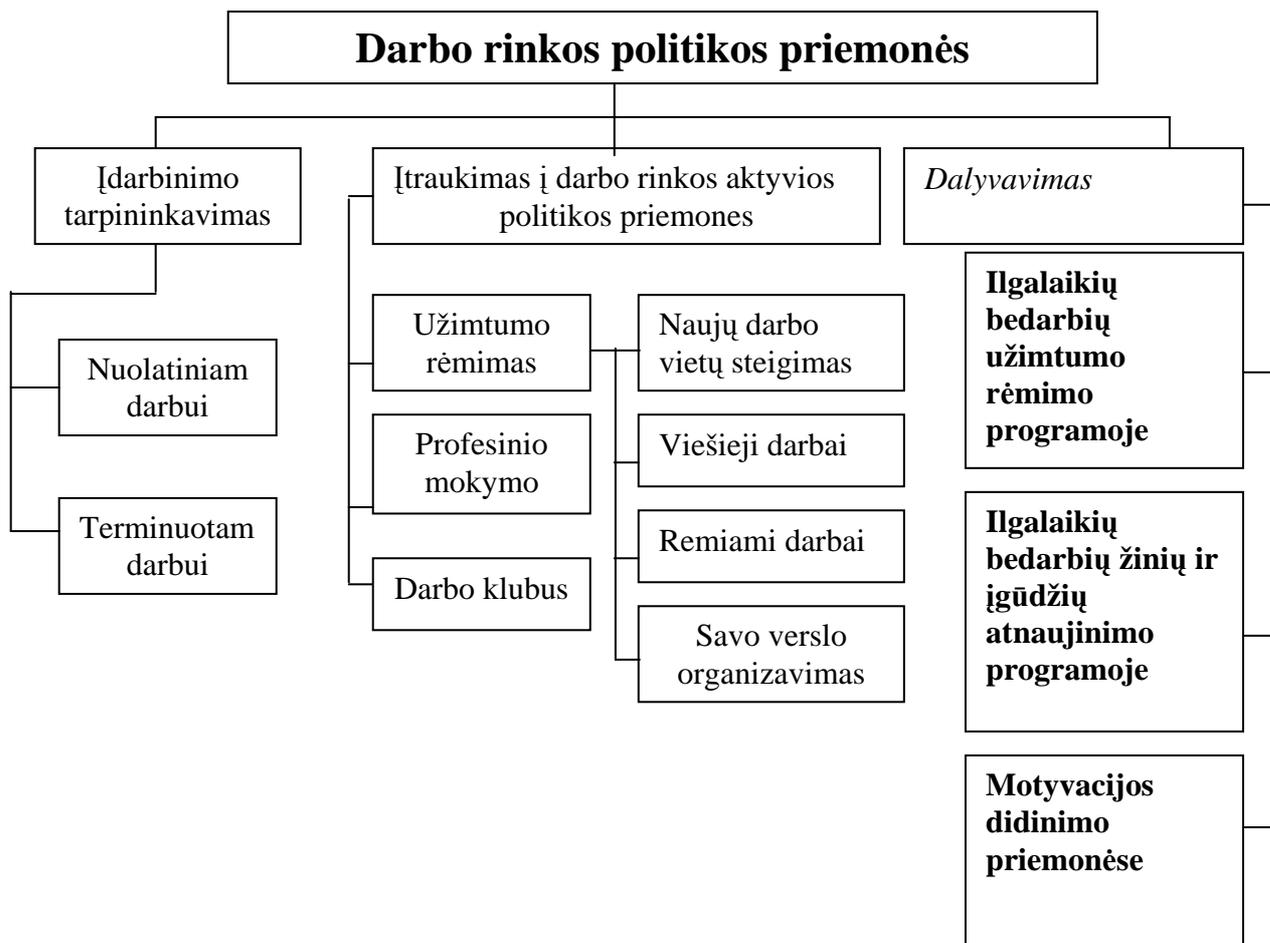 Darbo rinkos politikos priemonės
Įdarbinimo
tarpininkavimas
Nuolatiniam
darbui
Terminuotam
darbui
Įtraukimas į darbo rinkos aktyvios
politikos priemones
Užimtumo
rėmimas
Profesinio
mokymo
Darbo klubus
Naujų darbo
vietų steigimas
Viešieji darbai
Remiami darbai
Savo verslo
organizavimas
Dalyvavimas
Ilgalaikių
bedarbių
užimtumo
rėmimo
programoje
Ilgalaikių
bedarbių žinių ir
įgūdžių
atnaujinimo
programoje
Motyvacijos
didinimo
priemonėse